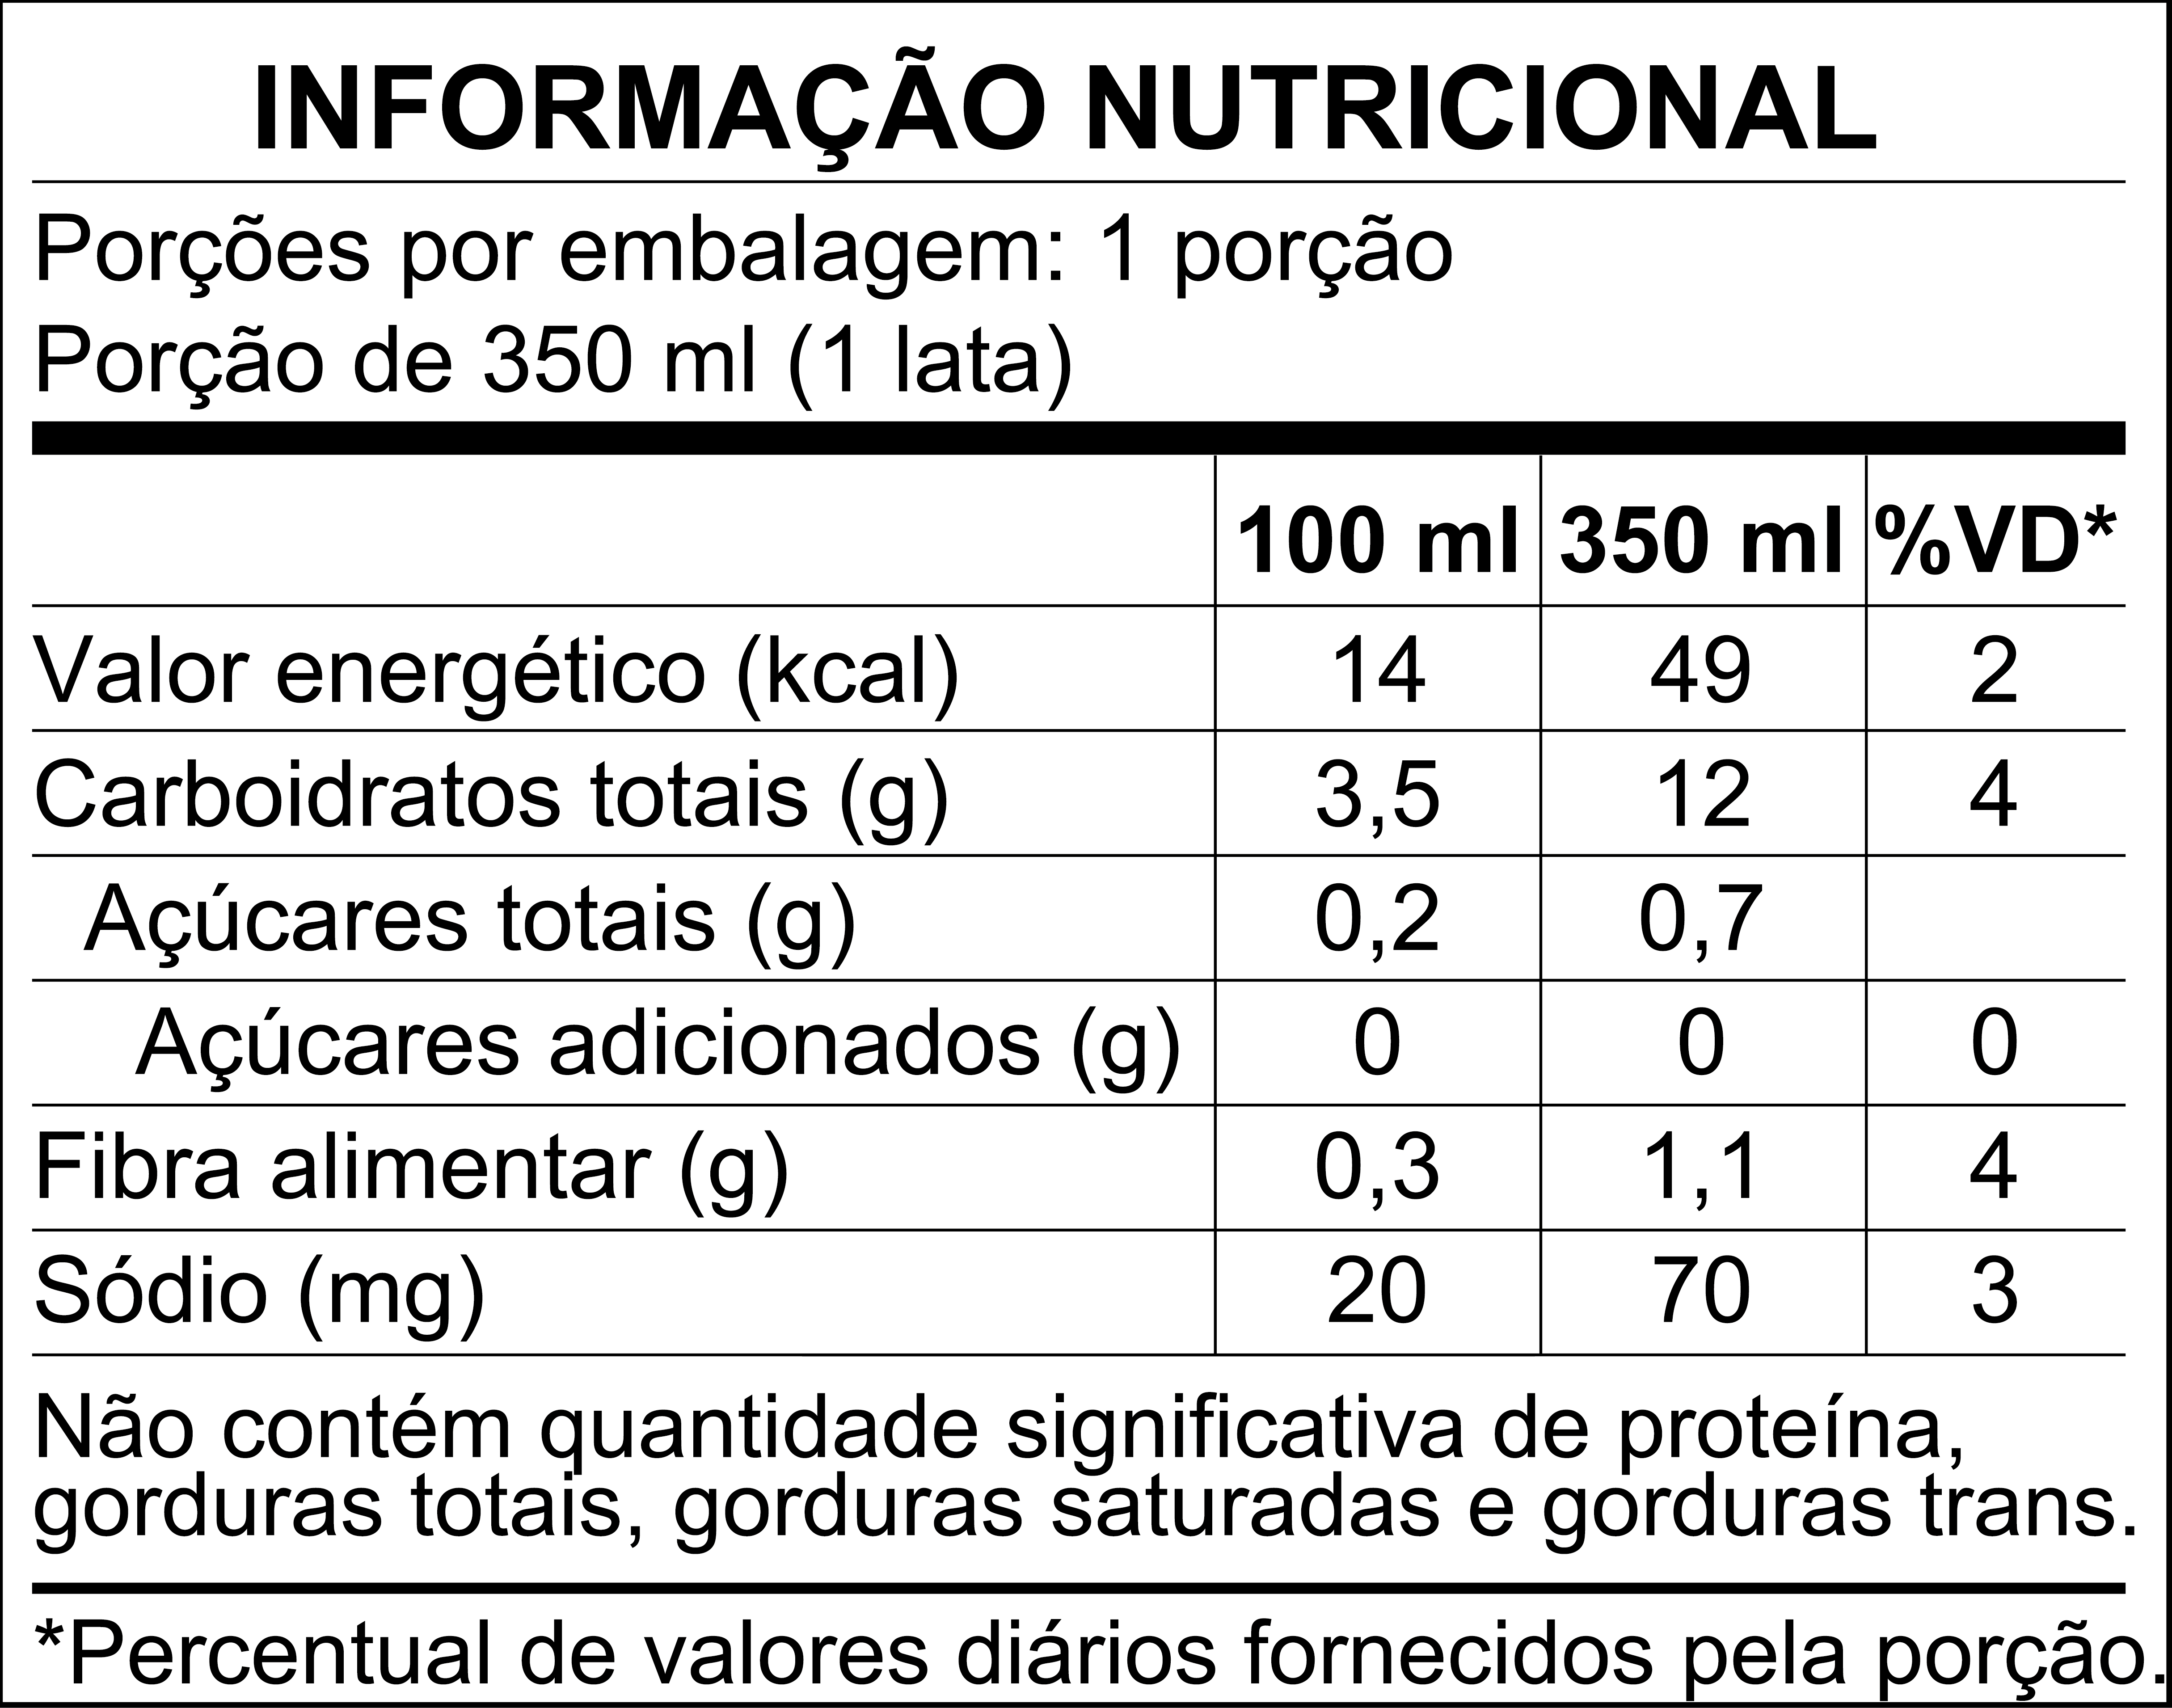 INFORMAÇÃO NUTRICIONAL
Porções por embalagem: 1 porção
Porção de 350 ml (1 lata)
100 ml 350 ml %VD*
Valor energético (kcal) 14 49 2
Carboidratos totais (g) 3,5 12 4
Açúcares totais (g) 0,2 0,7
Açúcares adicionados (g) 0 0 0
Fibra alimentar (g) 0,3 1,1 4
Sódio (mg) 20 70 3
Não contém quantidade significativa de proteína,
gorduras totais, gorduras saturadas e gorduras trans.
*Percentual de valores diários fornecidos pela porção.